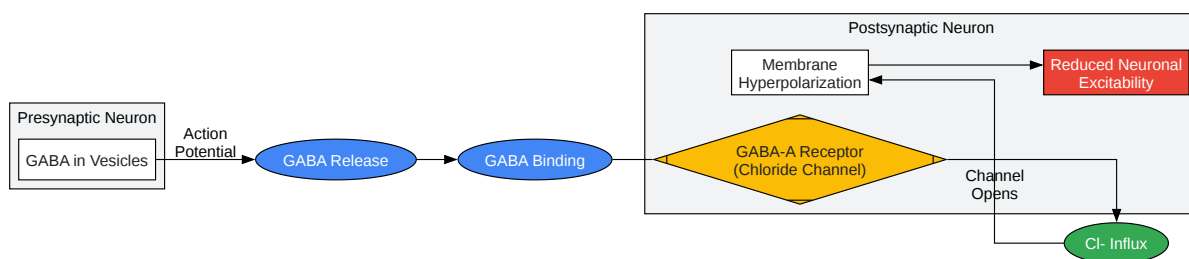 Presynaptic Neuron
GABA in Vesicles
Action
Potential
GABA Release
GABA Binding
Postsynaptic Neuron
Membrane
Hyperpolarization
Reduced Neuronal
Excitability
GABA-A Receptor
(Chloride Channel)
Channel
Opens
Cl- Influx